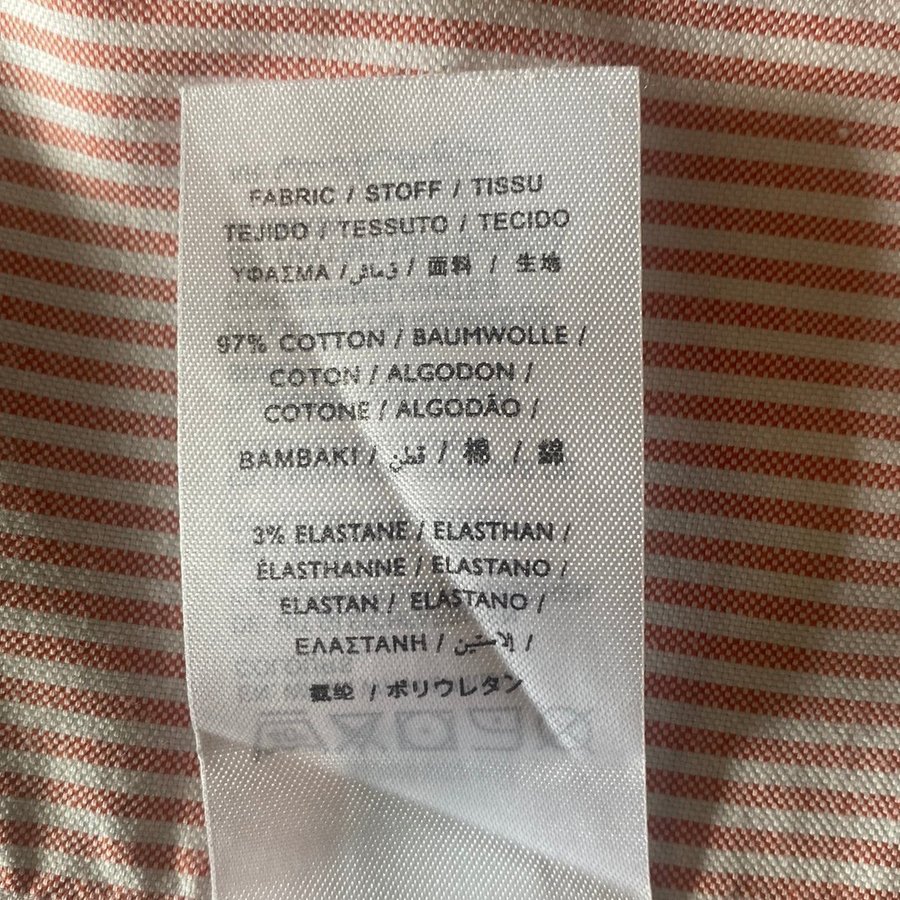 FABRIC / STOFF / TISSU
TEJIDO / TESSUTO / TECIDO
ΥΦΑΣΜΑ / قماش / 面料 / 生地
97% COTTON / BAUMWOLLE /
COTON / ALGODON /
COTONE / ALGODÃO /
BAMBAKI / قطن / 棉 / 綿
3% ELASTANE / ELASTHAN /
ÉLASTHANNE / ELASTANO /
ELASTAN / ELASTANO /
ΕΛΑΣΤΑΝΗ / إلاستين /
氨纶 / ポリウレタン